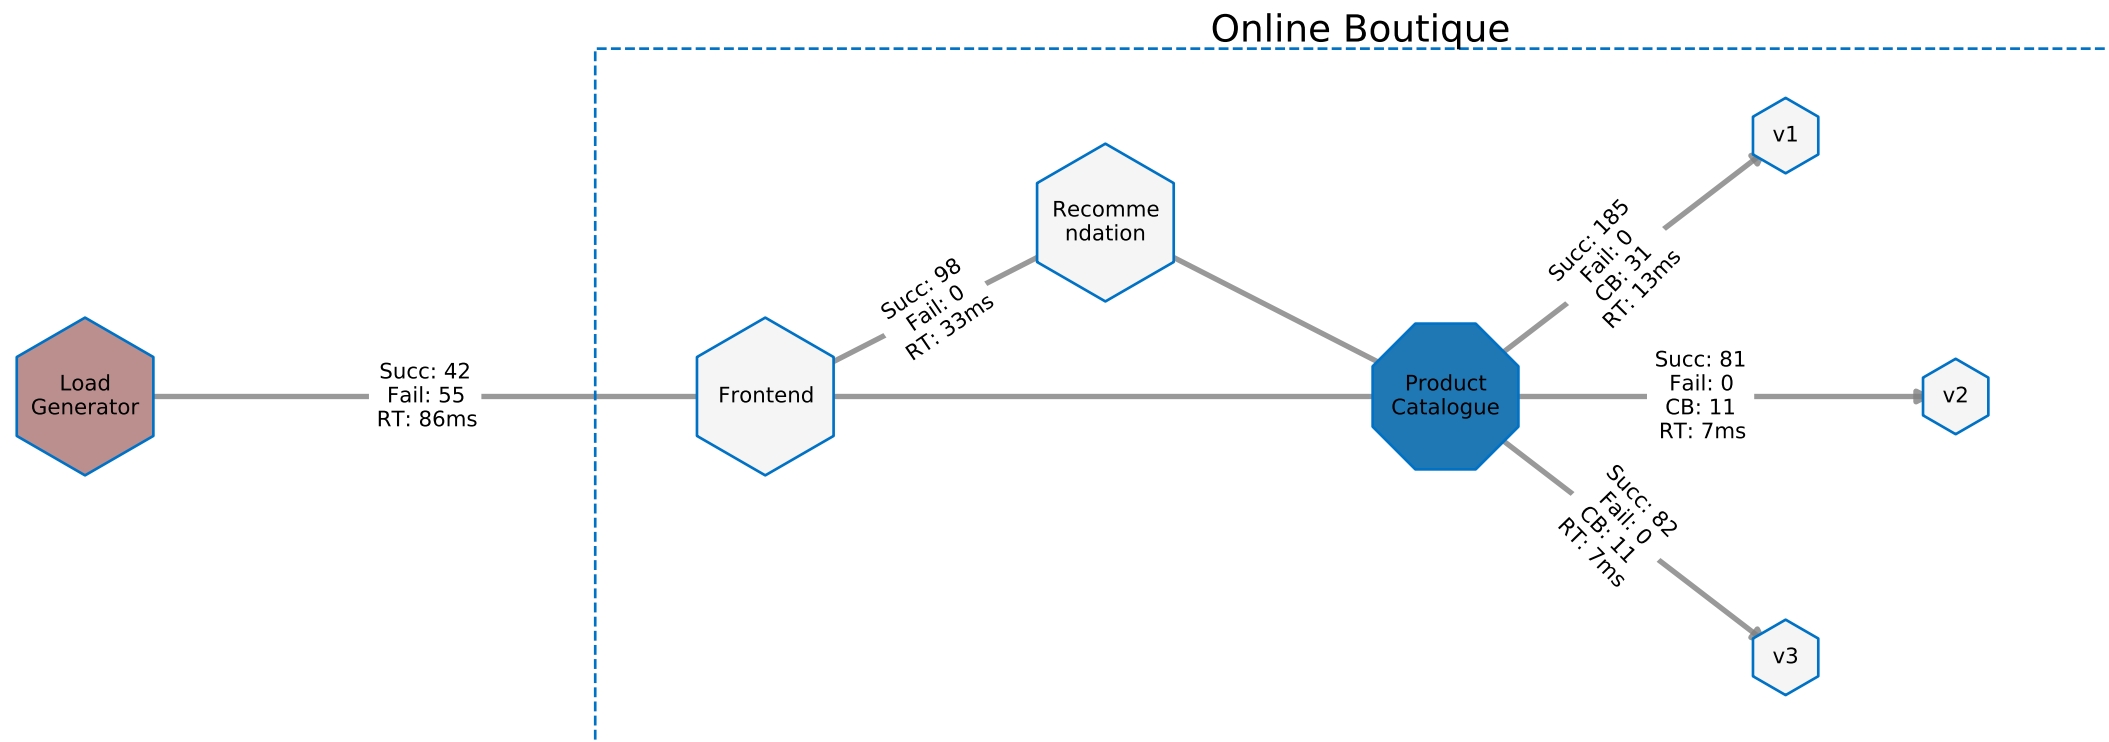 Online Boutique
Load
Generator
Succ: 42
Fail: 55
RT: 86ms
Frontend
Succ: 98
Fail: 0
RT: 33ms
Recomme
ndation
Product
Catalogue
Succ: 185
Fail: 0
CB: 31
RT: 13ms
v1
Succ: 81
Fail: 0
CB: 11
RT: 7ms
v2
Succ: 82
Fail: 0
CB: 11
RT: 7ms
v3